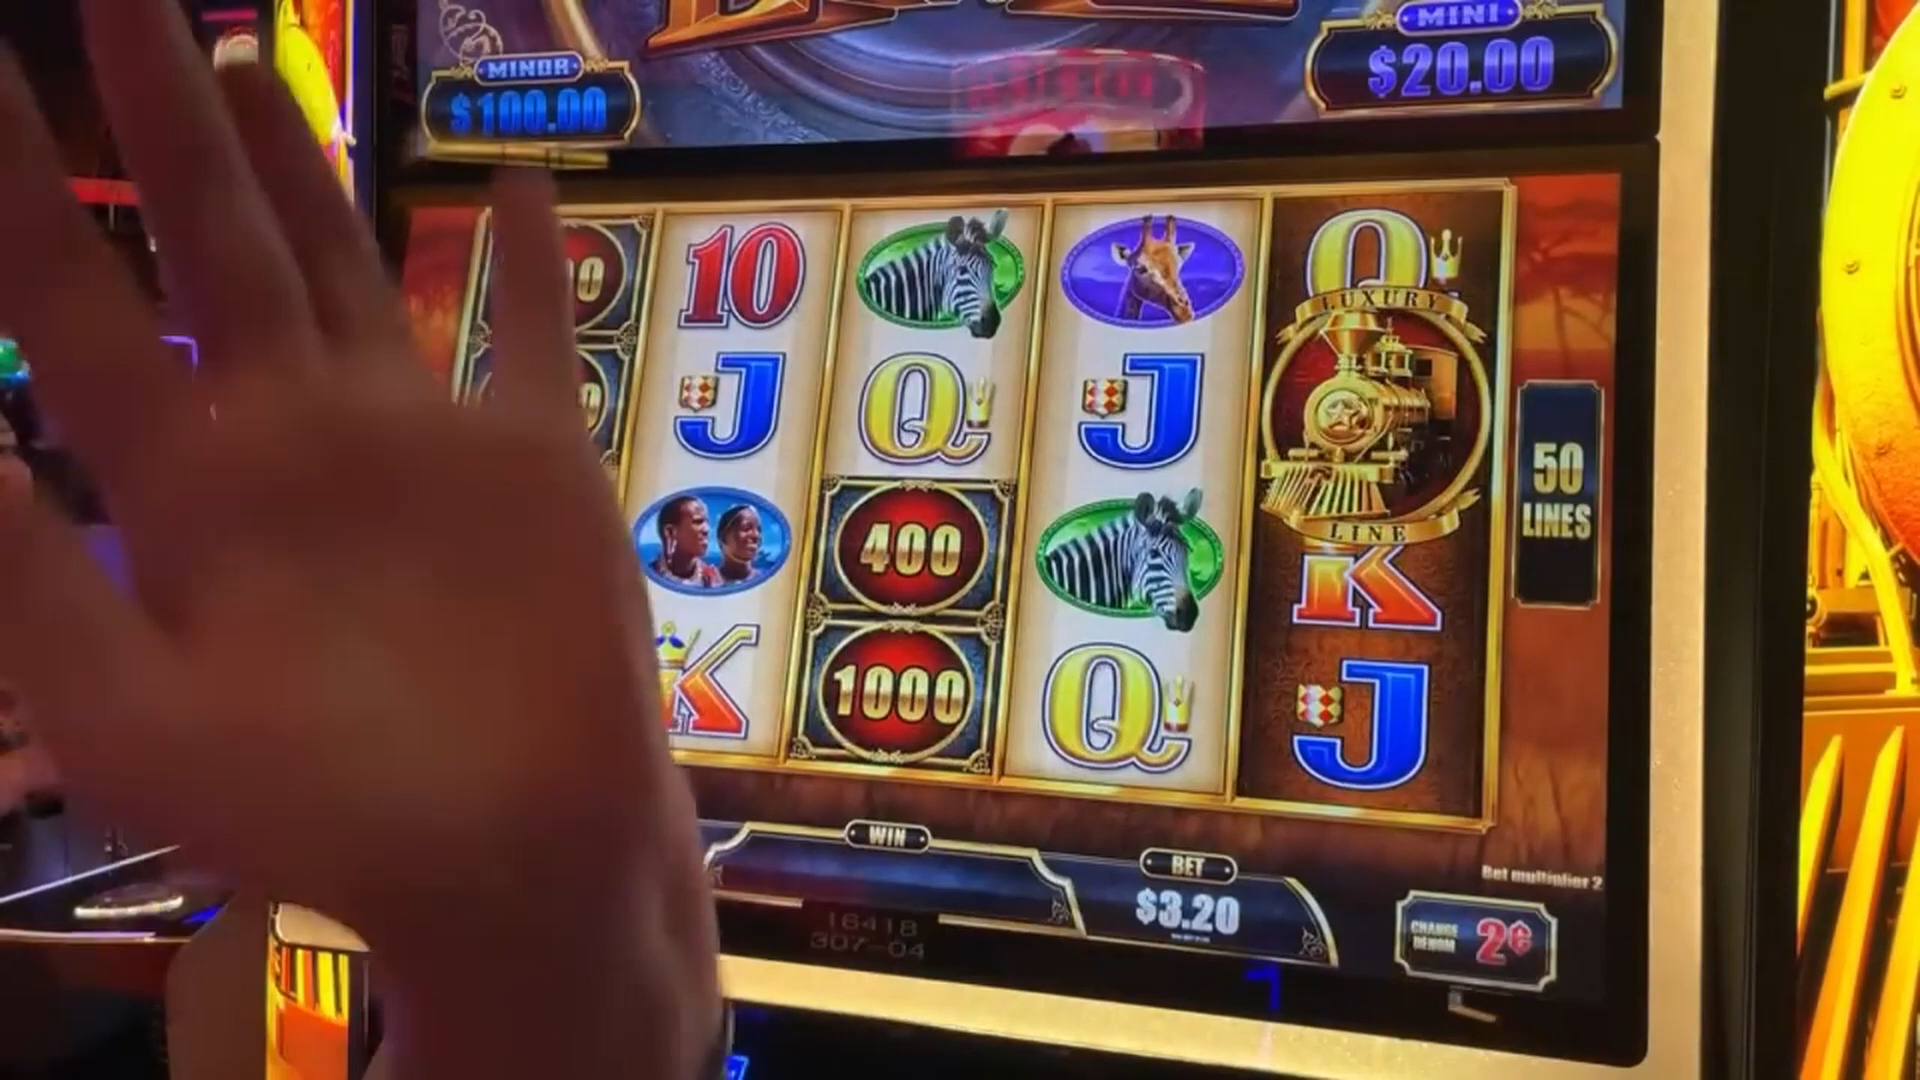 MINOR
$100.00
MINI
$20.00
10
Q
LUXURY
J
Q
J
LINE
400
K
50
LINES
K
1000
Q
J
WIN
BET
$3.20
Bet multiplier 2
CHANGE
DENOM
2¢
16418
307-04